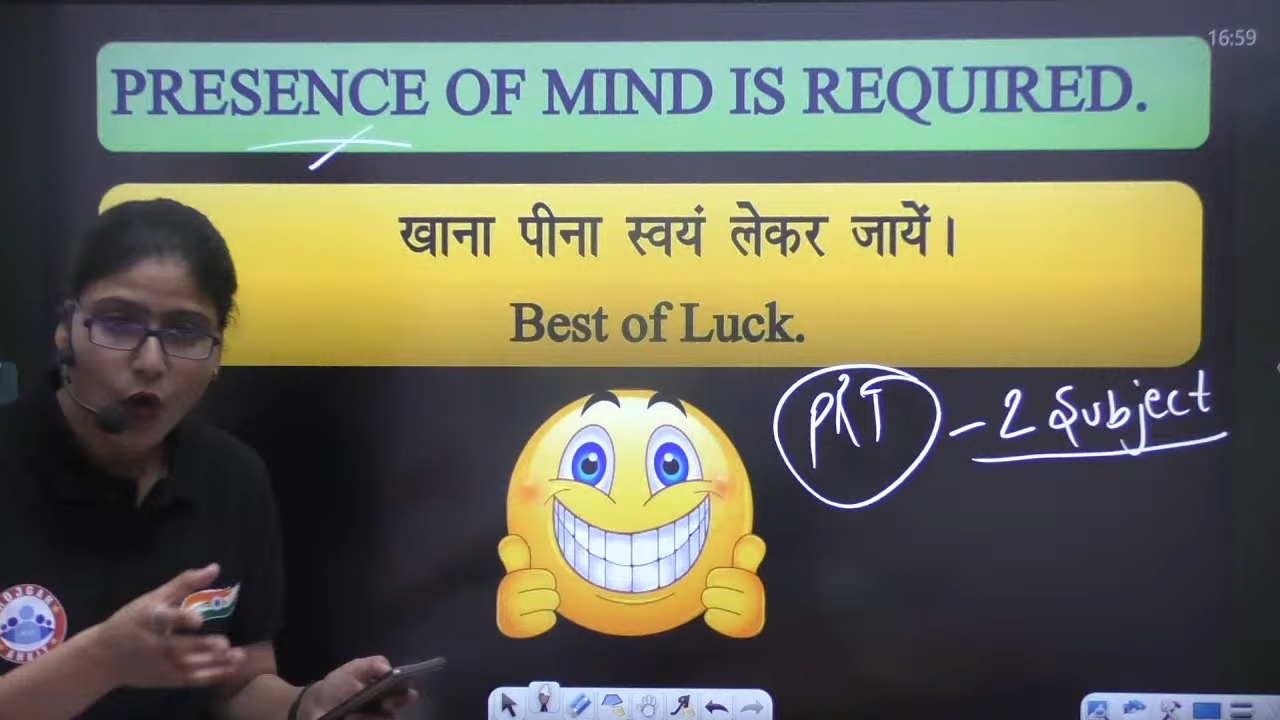 16:59
PRESENCE OF MIND IS REQUIRED.
खाना पीना स्वयं लेकर जायें।
Best of Luck.
PRT - 2 Subject